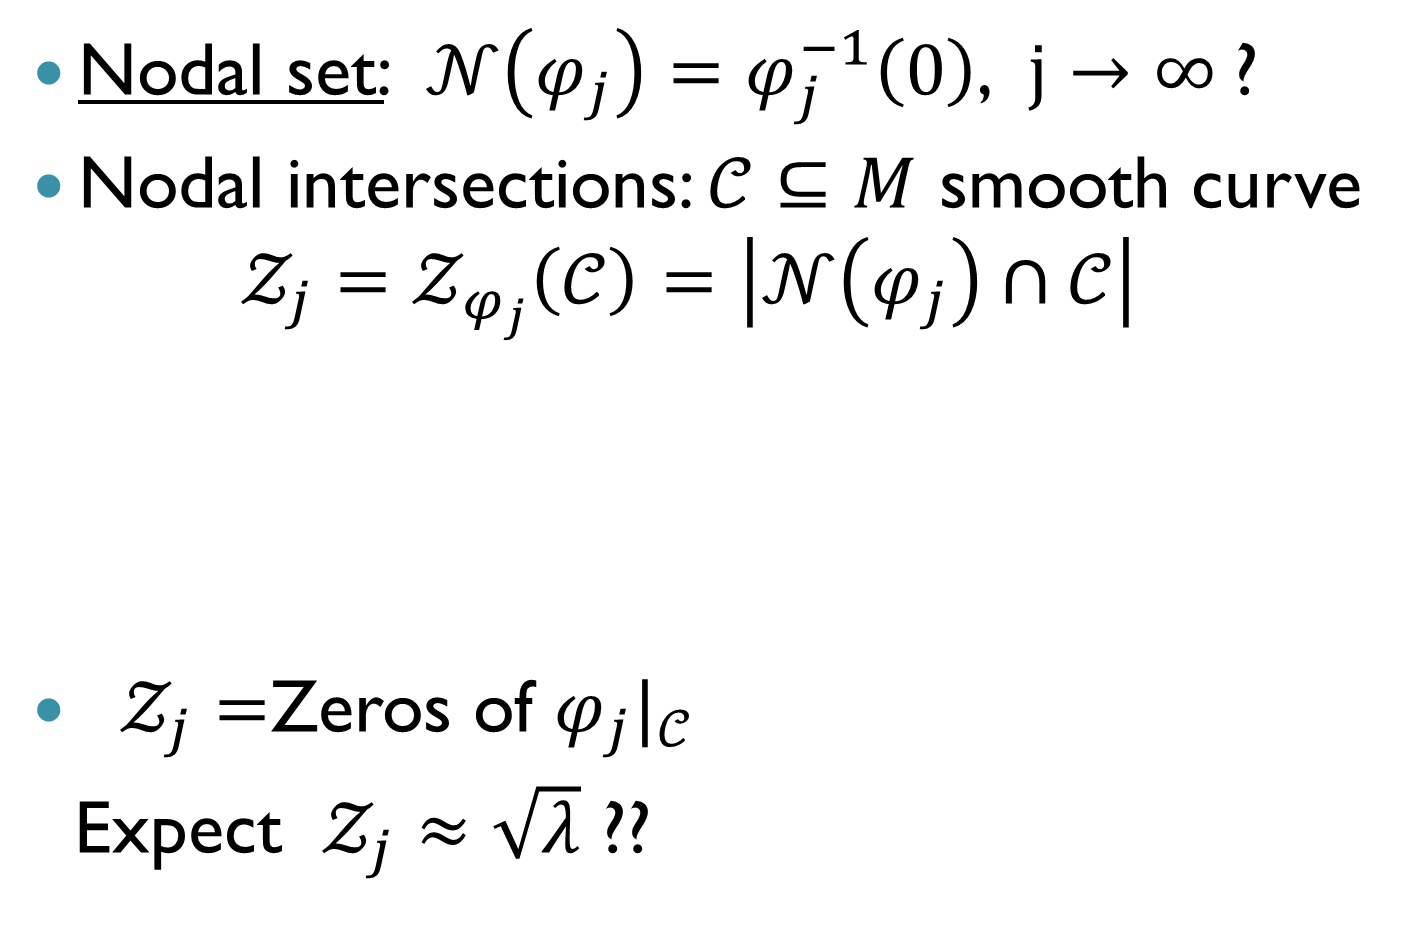 • Nodal set: 𝒩(φ_j) = φ_j^{-1}(0), j → ∞ ?
• Nodal intersections: 𝒞 ⊆ M smooth curve
𝒵_j = 𝒵_{φ_j}(𝒞) = |𝒩(φ_j) ∩ 𝒞|
• 𝒵_j =Zeros of φ_j|_𝒞
Expect 𝒵_j ≈ √λ ??